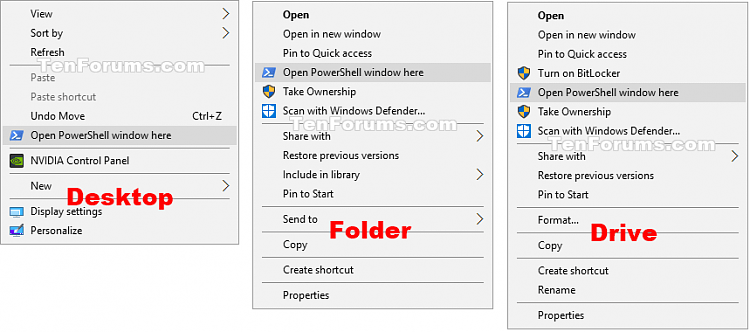 View
Sort by
Refresh
TenForums.com
Paste
Paste shortcut
Undo Move Ctrl+Z
Open PowerShell window here
NVIDIA Control Panel
New
Desktop
Display settings
Personalize
Open
Open in new window
Pin to Quick access
Open PowerShell window here
Take Ownership
Scan with Windows Defender...
TenForums.com
Share with
Restore previous versions
Include in library
Pin to Start
Send to
Folder
Copy
Create shortcut
Properties
Open
Open in new window
Pin to Quick access
Turn on BitLocker
Open PowerShell window here
Take Ownership
Scan with Windows Defender...
TenForums.com
Share with
Restore previous versions
Pin to Start
Format...
Drive
Copy
Create shortcut
Rename
Properties